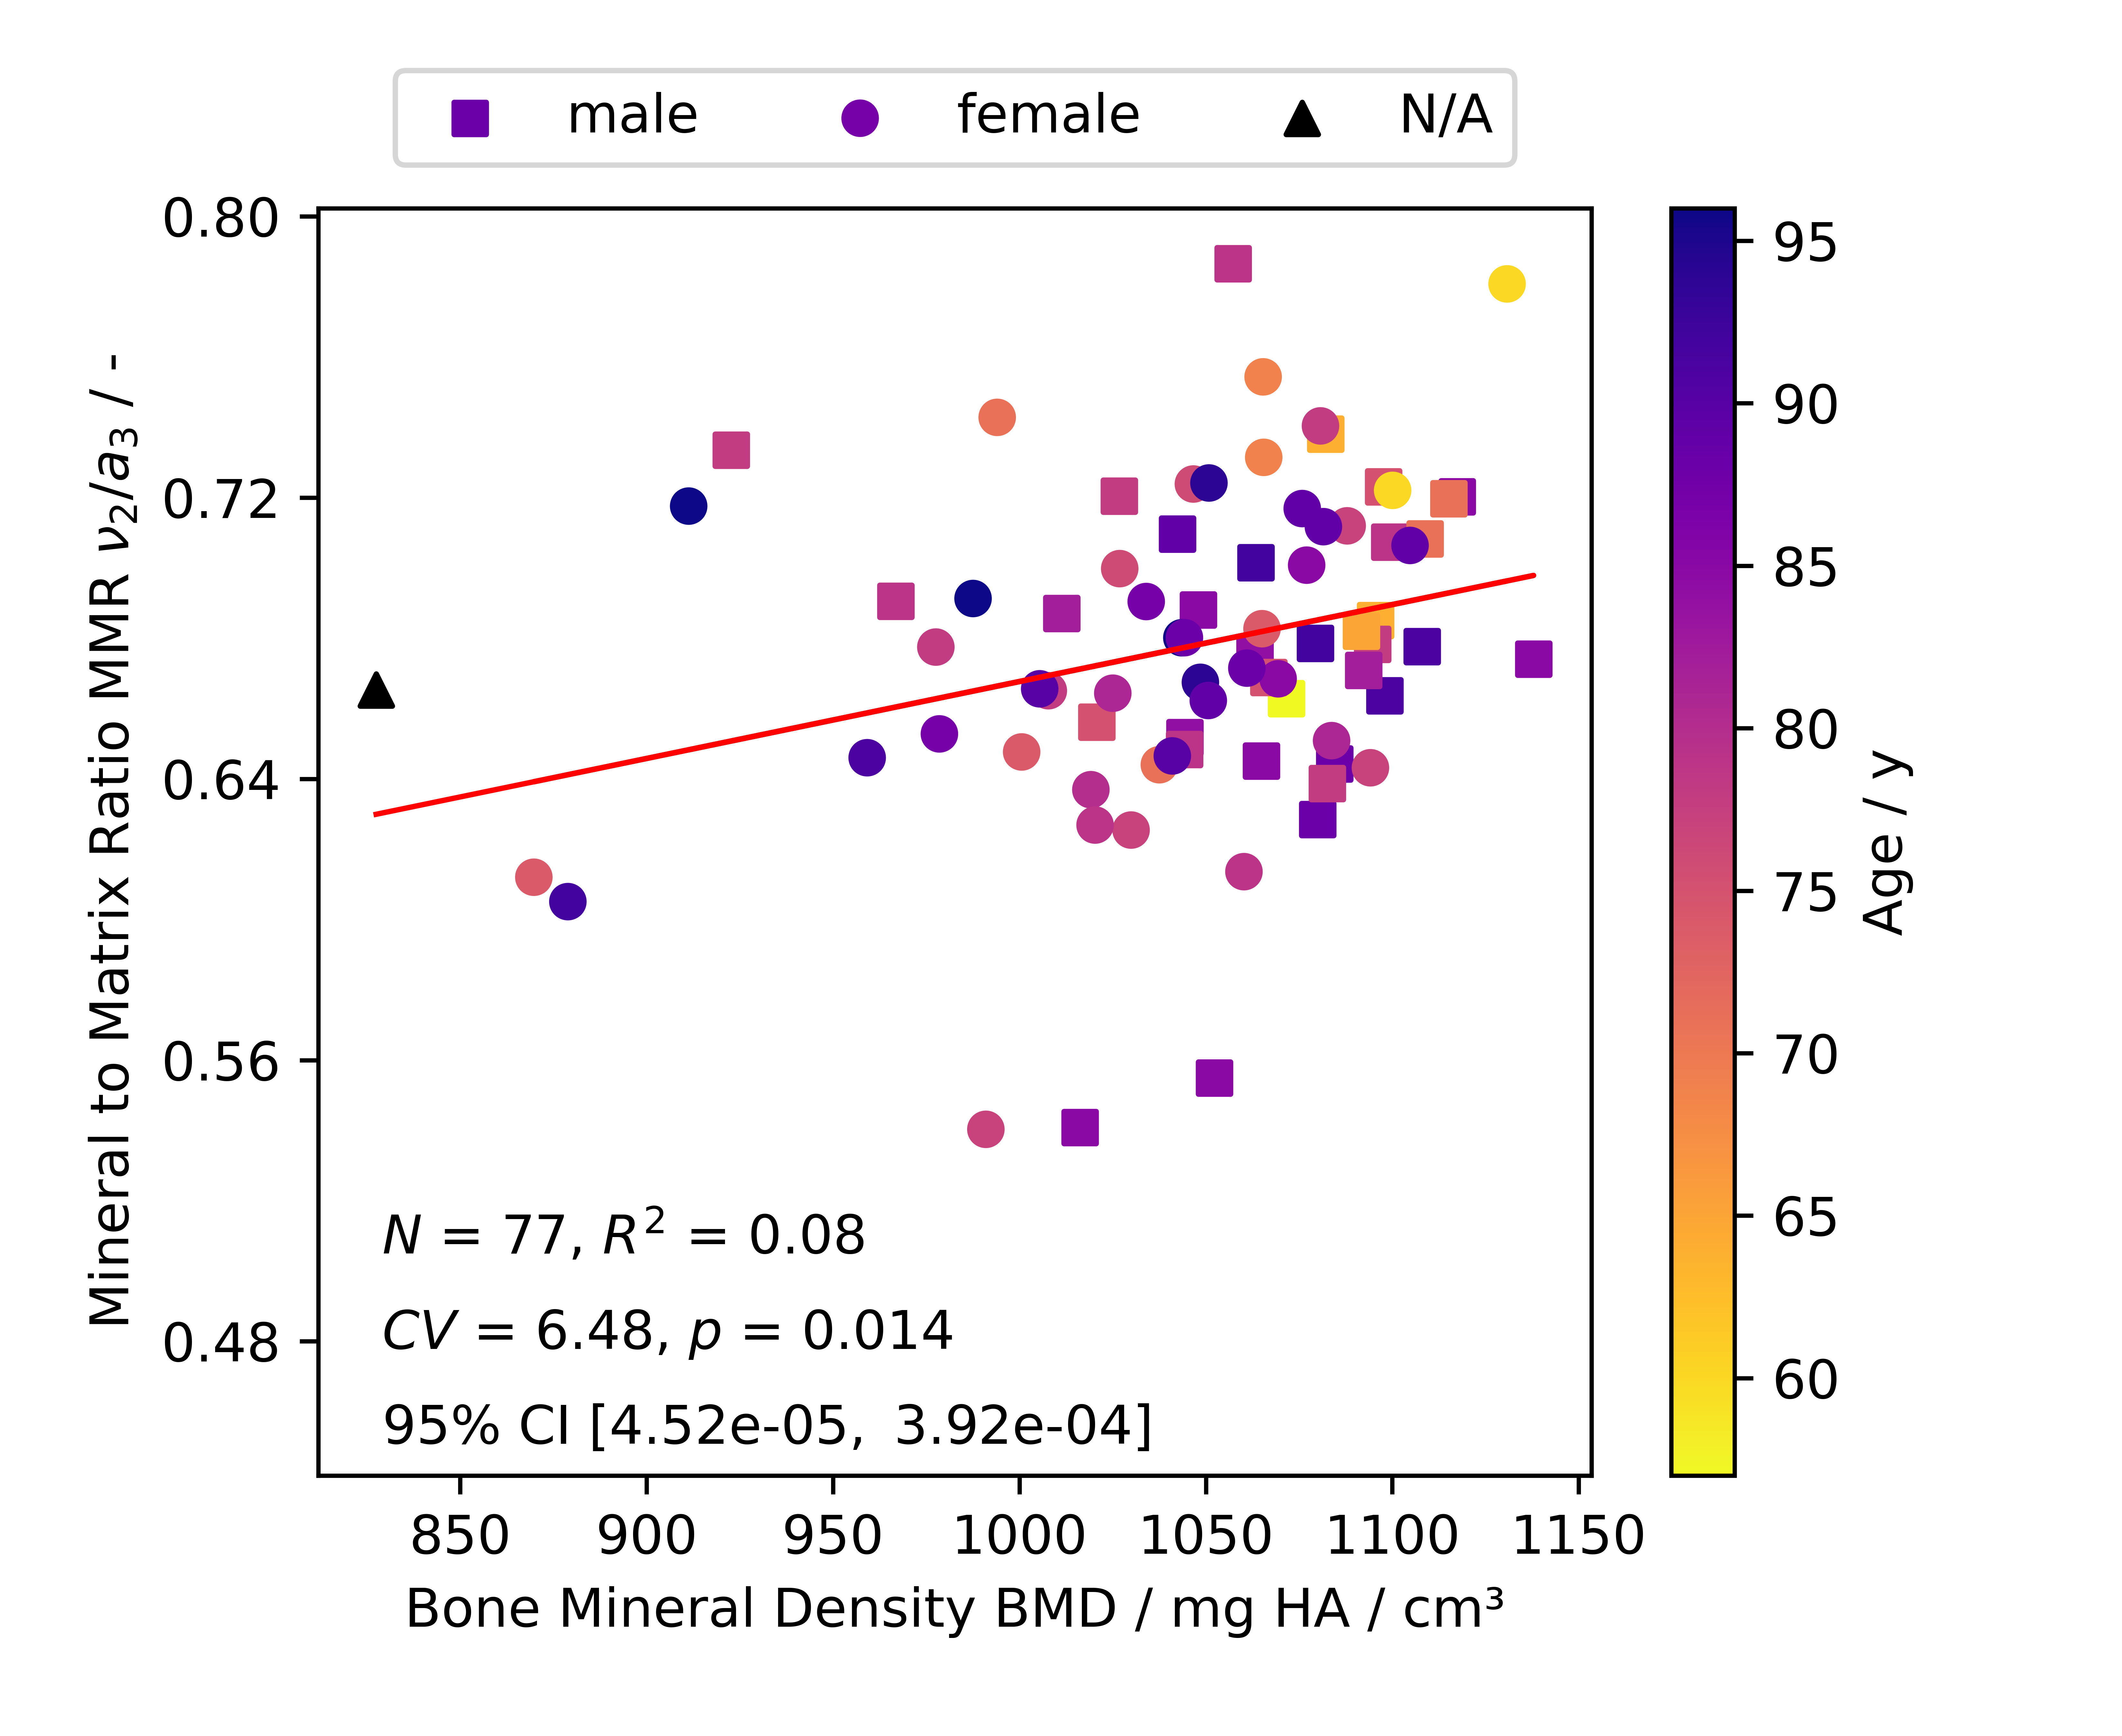 male female N/A
0.80
0.72
0.64
0.56
0.48
Mineral to Matrix Ratio MMR ν₂/a₃ / -
N = 77, R² = 0.08
CV = 6.48, p = 0.014
95% CI [4.52e-05, 3.92e-04]
850 900 950 1000 1050 1100 1150
Bone Mineral Density BMD / mg HA / cm³
95
90
85
80
75
70
65
60
Age / y